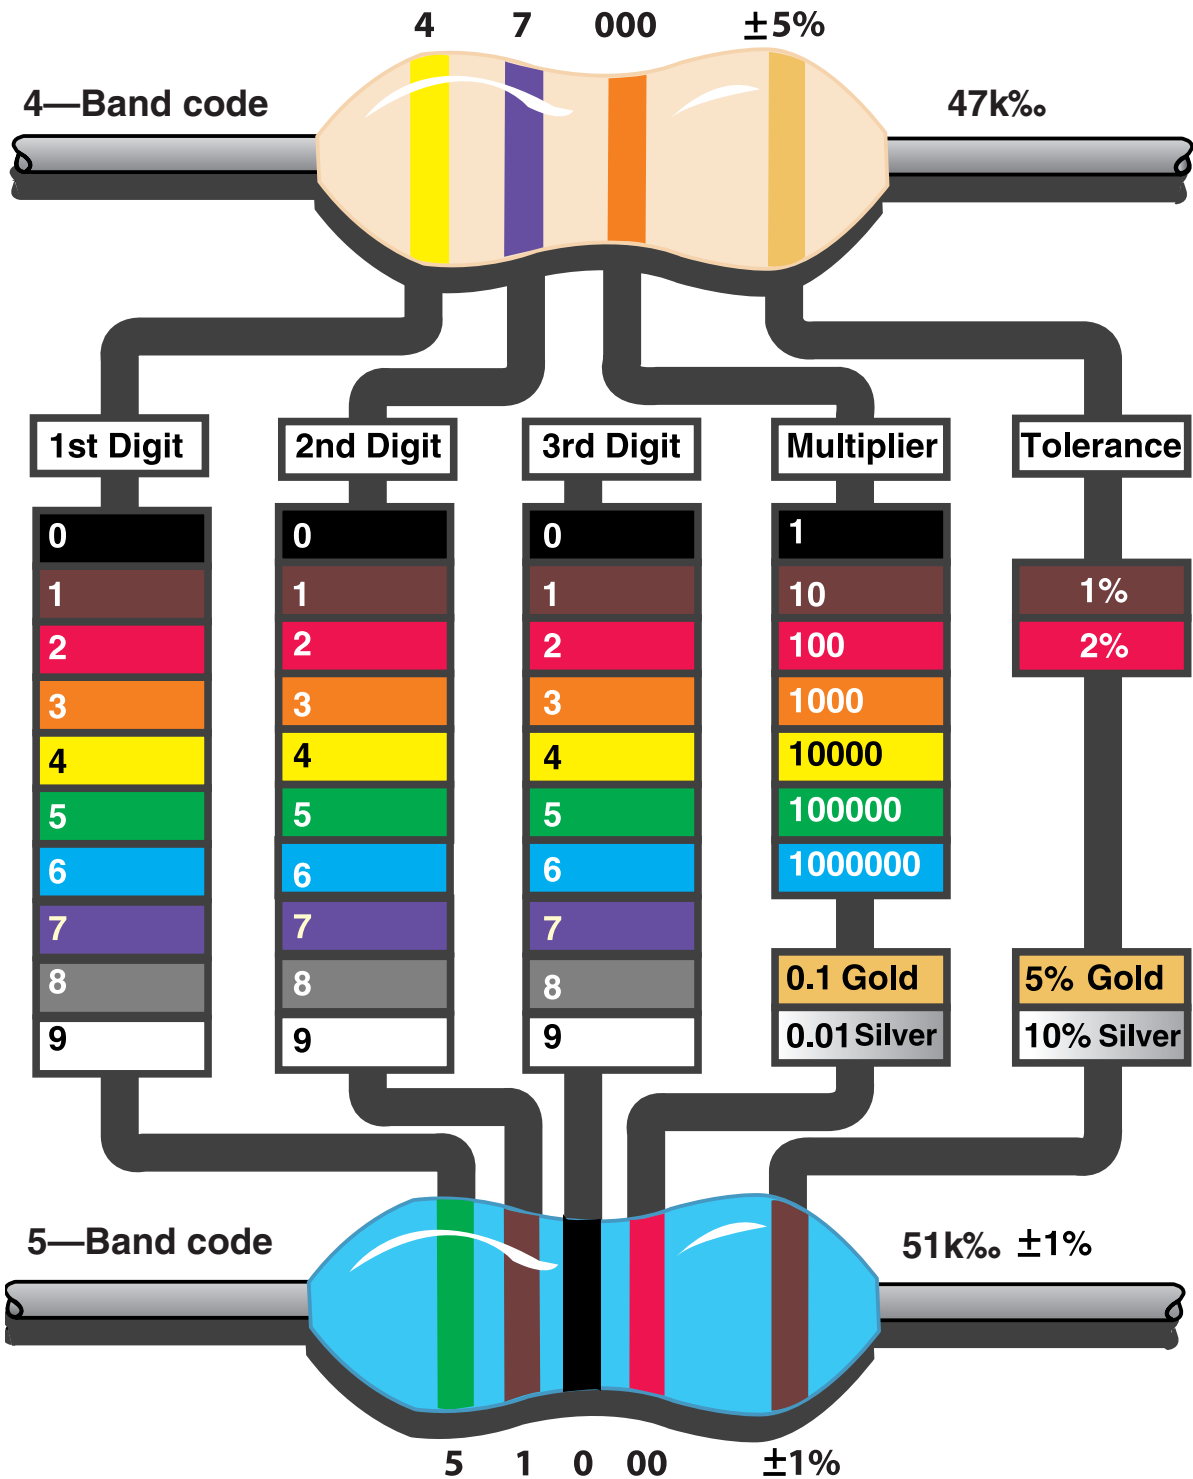 4 7 000 ±5%
4—Band code 47k‰
1st Digit 2nd Digit 3rd Digit Multiplier Tolerance
0 0 0 1
1 1 1 10 1%
2 2 2 100 2%
3 3 3 1000
4 4 4 10000
5 5 5 100000
6 6 6 1000000
7 7 7
8 8 8 0.1 Gold 5% Gold
9 9 9 0.01 Silver 10% Silver
5—Band code 51k‰ ±1%
5 1 0 00 ±1%